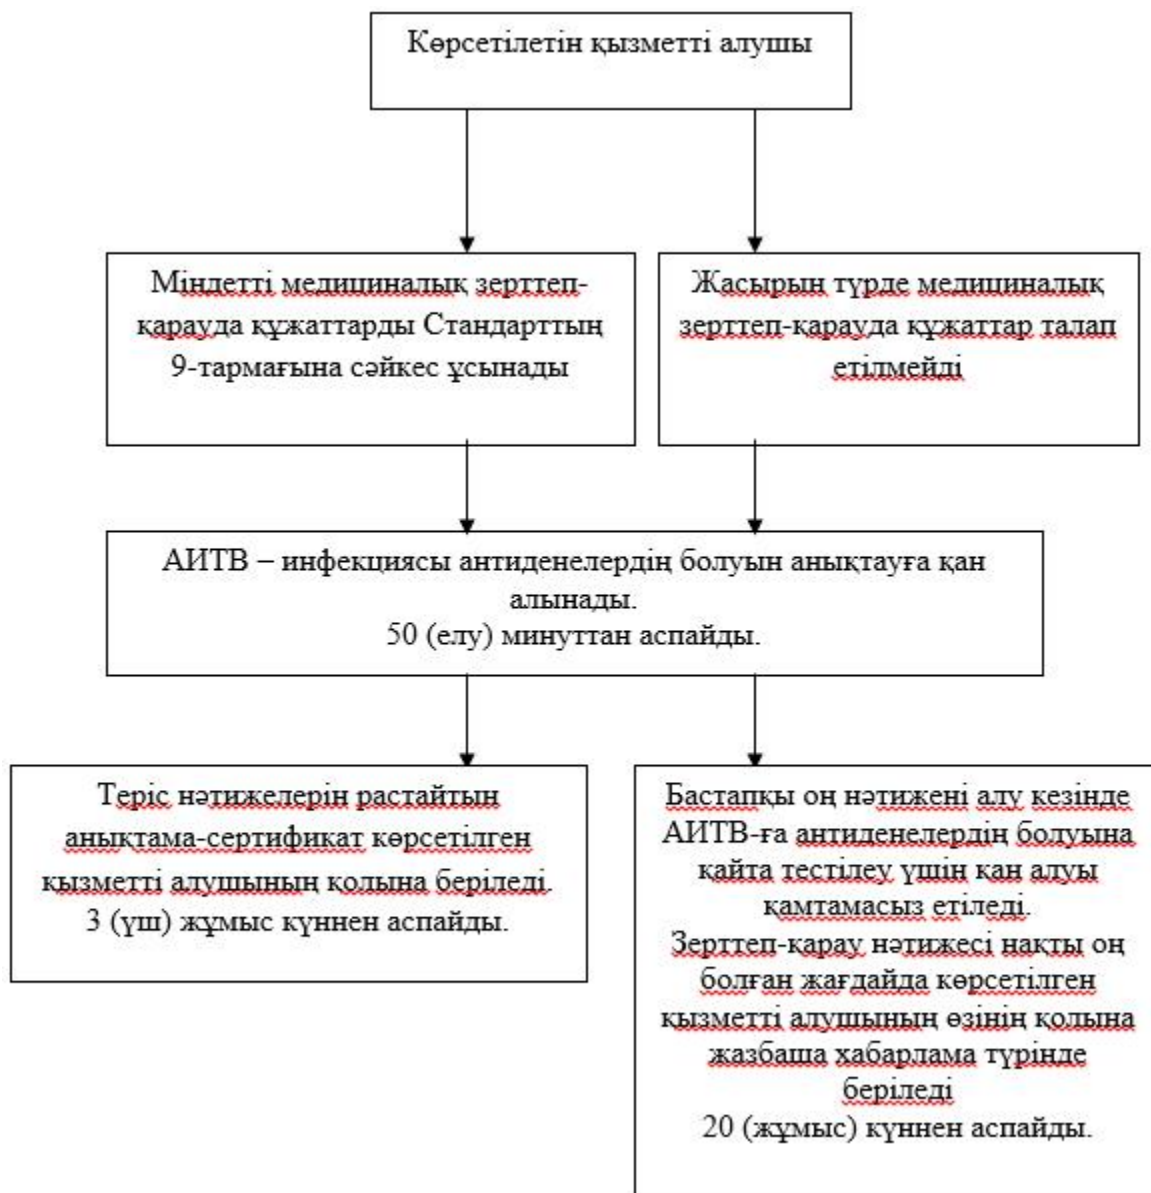 Көрсетілетін қызметті алушы
Міндетті медициналық зерттеп-
қарауда құжаттарды Стандарттың
9-тармағына сәйкес ұсынады
Жасырын түрде медициналық
зерттеп-қарауда құжаттар талап
етілмейді
АИТВ – инфекциясы антиденелердің болуын анықтауға қан
алынады.
50 (елу) минуттан аспайды.
Теріс нәтижелерін растайтын
анықтама-сертификат көрсетілген
қызметті алушының қолына беріледі.
3 (үш) жұмыс күннен аспайды.
Бастапқы оң нәтижені алу кезінде
АИТВ-ға антиденелердің болуына
қайта тестілеу үшін қан алуы
қамтамасыз етіледі.
Зерттеп-қарау нәтижесі нақты оң
болған жағдайда көрсетілген
қызметті алушының өзінің қолына
жазбаша хабарлама түрінде
беріледі
20 (жұмыс) күннен аспайды.